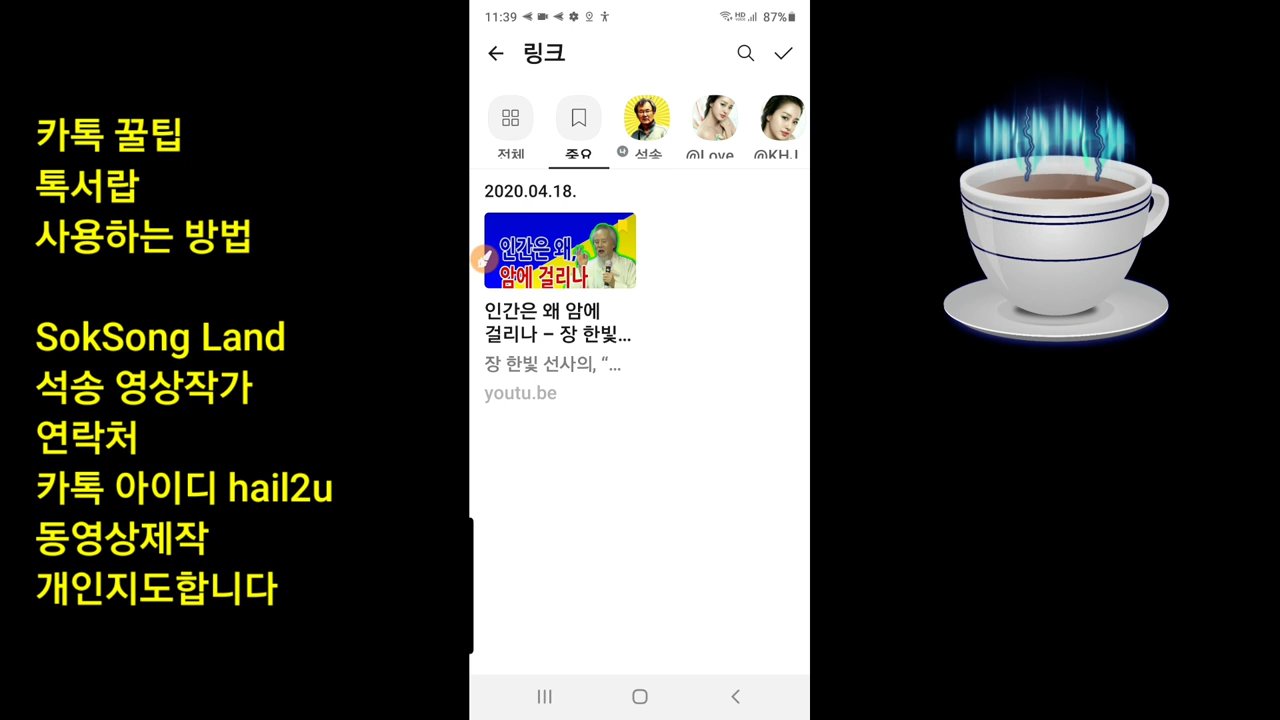 카톡 꿀팁
톡서랍
사용하는 방법
SokSong Land
석송 영상작가
연락처
카톡 아이디 hail2u
동영상제작
개인지도합니다
11:39
87%
링크
전체
중요
석송
@Love
@KHJ
2020.04.18.
인간은 왜,
암에 걸리나
인간은 왜 암에
걸리나 – 장 한빛...
장 한빛 선사의, “...
youtu.be